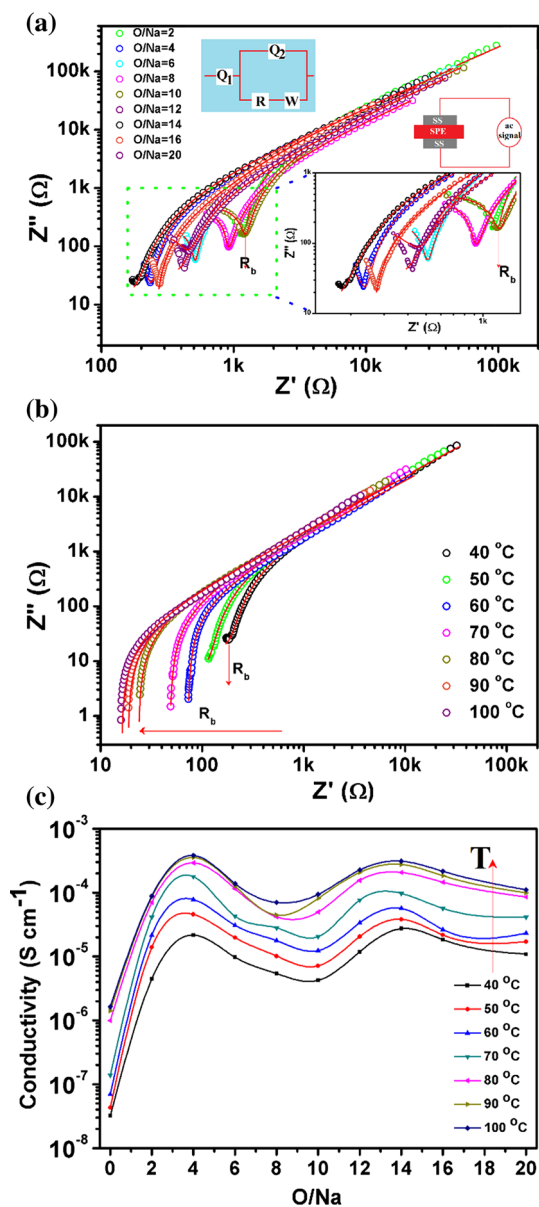 (a)
100k
10k
1k
100
10
Z'' (Ω)
O/Na=2
O/Na=4
O/Na=6
O/Na=8
O/Na=10
O/Na=12
O/Na=14
O/Na=16
O/Na=20
Q1
Q2
R
W
SS
SPE
SS
ac
signal
Rb
Z'' (Ω)
1k
100
10
Rb
1k
Z' (Ω)
100
1k
10k
100k
Z' (Ω)
(b)
100k
10k
1k
100
10
1
Z'' (Ω)
40 °C
50 °C
60 °C
70 °C
80 °C
90 °C
100 °C
Rb
Rb
10
100
1k
10k
100k
Z' (Ω)
(c)
10⁻³
10⁻⁴
10⁻⁵
10⁻⁶
10⁻⁷
10⁻⁸
Conductivity (S cm⁻¹)
T
40 °C
50 °C
60 °C
70 °C
80 °C
90 °C
100 °C
0 2 4 6 8 10 12 14 16 18 20
O/Na